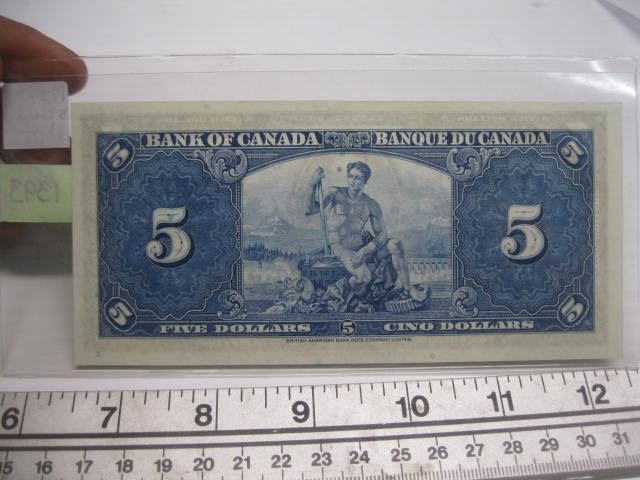 BANK OF CANADA BANQUE DU CANADA
5 5
5 5
5 5
FIVE DOLLARS 5 CINQ DOLLARS
BRITISH AMERICAN BANK NOTE COMPANY LIMITED
1393
6 7 8 9 10 11 12
15 16 17 18 19 20 21 22 23 24 25 26 27 28 29 30 31